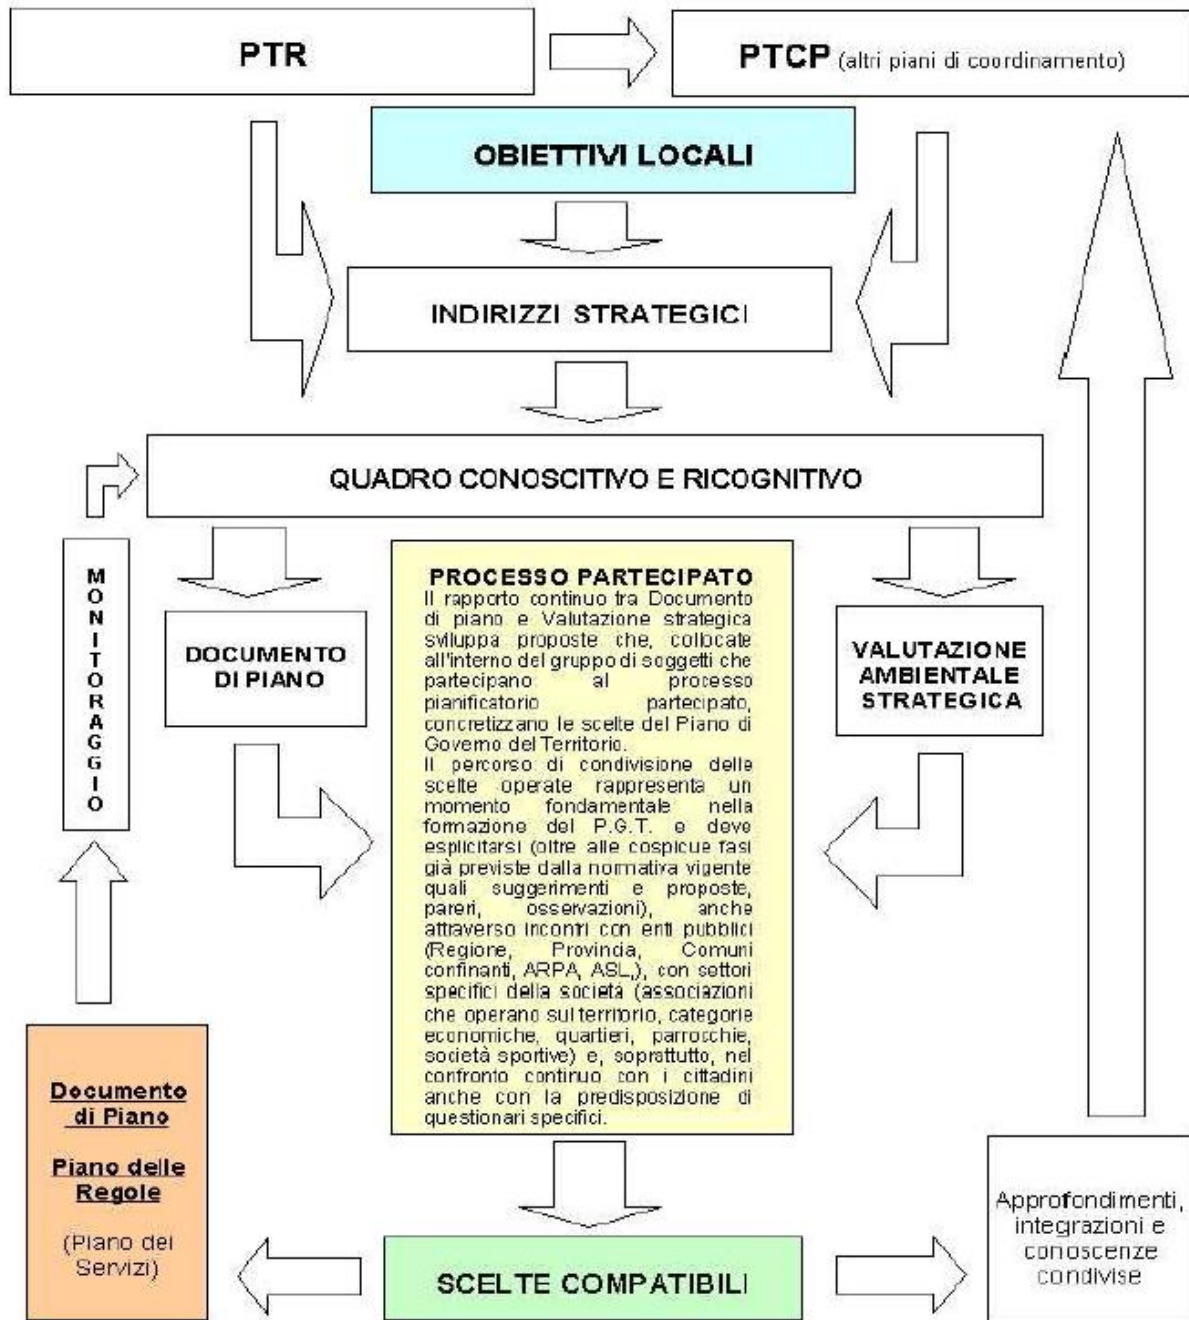 PTR
PTCP (altri piani di coordinamento)
OBIETTIVI LOCALI
INDIRIZZI STRATEGICI
QUADRO CONOSCITIVO E RICOGNITIVO
MONITORAGGIO
DOCUMENTO
DI PIANO
PROCESSO PARTECIPATO
Il rapporto continuo tra Documento
di piano e Valutazione strategica
sviluppa proposte che, collocate
all'interno del gruppo di soggetti che
partecipano al processo
pianificatorio partecipato,
concretizzano le scelte del Piano di
Governo del Territorio.
Il percorso di condivisione delle
scelte operate rappresenta un
momento fondamentale nella
formazione del P.G.T. e deve
esplicitarsi (oltre alle cospicue fasi
già previste dalla normativa vigente
quali suggerimenti e proposte,
pareri, osservazioni), anche
attraverso incontri con enti pubblici
(Regione, Provincia, Comuni
confinanti, ARPA, ASL,), con settori
specifici della società (associazioni
che operano sul territorio, categorie
economiche, quartieri, parrocchie,
società sportive) e, soprattutto, nel
confronto continuo con i cittadini
anche con la predisposizione di
questionari specifici.
VALUTAZIONE
AMBIENTALE
STRATEGICA
Documento
di Piano
Piano delle
Regole
(Piano dei
Servizi)
SCELTE COMPATIBILI
Approfondimenti,
integrazioni e
conoscenze
condivise